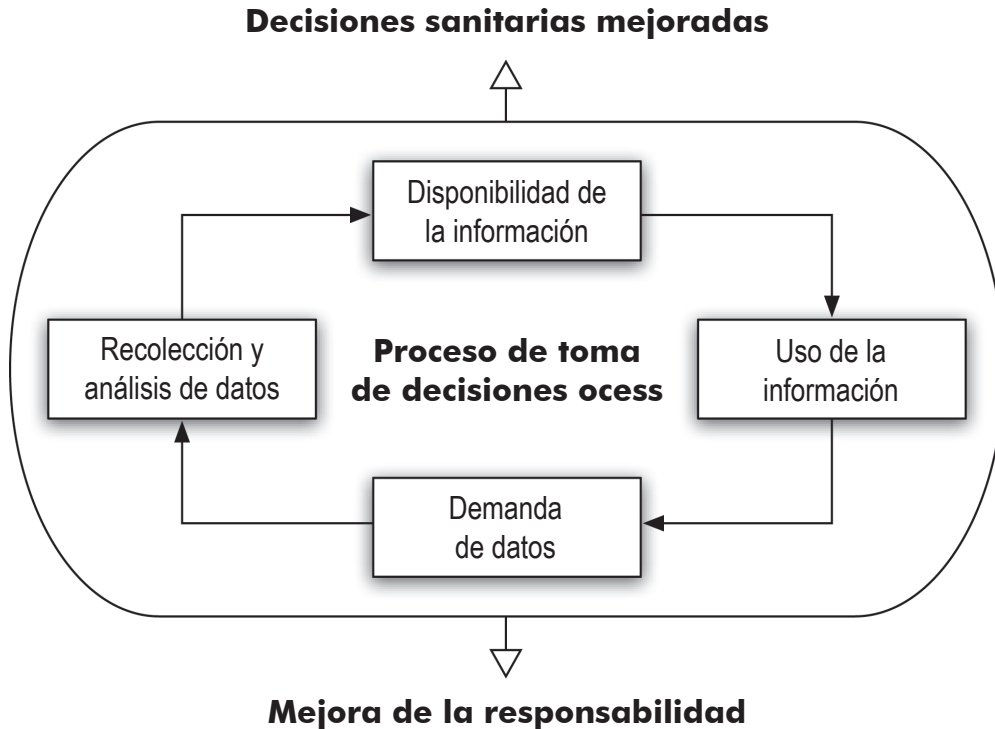 Decisiones sanitarias mejoradas
Disponibilidad de
la información
Recolección y
análisis de datos
Proceso de toma
de decisiones ocess
Uso de la
información
Demanda
de datos
Mejora de la responsabilidad